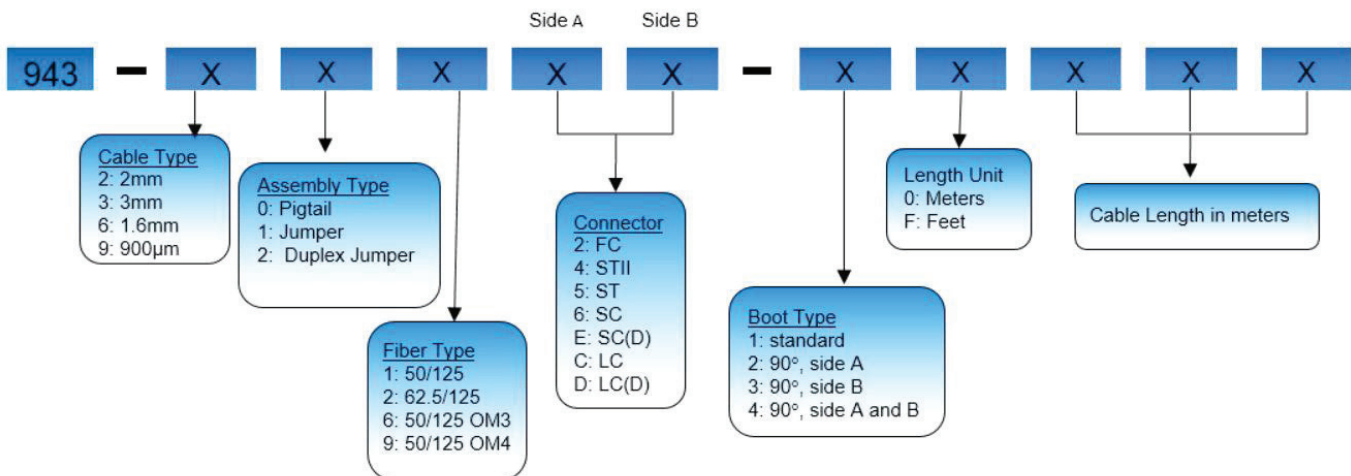 Side A Side B
943 – X X X X X – X X X X X
Cable Type
2: 2mm
3: 3mm
6: 1.6mm
9: 900µm
Assembly Type
0: Pigtail
1: Jumper
2: Duplex Jumper
Fiber Type
1: 50/125
2: 62.5/125
6: 50/125 OM3
9: 50/125 OM4
Connector
2: FC
4: STII
5: ST
6: SC
E: SC(D)
C: LC
D: LC(D)
Boot Type
1: standard
2: 90°, side A
3: 90°, side B
4: 90°, side A and B
Length Unit
0: Meters
F: Feet
Cable Length in meters